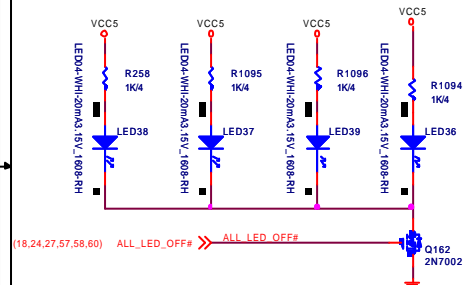 VCC5
VCC5
VCC5
VCC5
LED04-WHI-20mA3.15V_1608-RH
R258
1K/4
LED38
LED04-WHI-20mA3.15V_1608-RH
R1095
1K/4
LED37
LED04-WHI-20mA3.15V_1608-RH
R1096
1K/4
LED39
LED04-WHI-20mA3.15V_1608-RH
R1094
1K/4
LED36
(18,24,27,57,58,60) ALL_LED_OFF#
ALL_LED_OFF#
Q162
2N7002